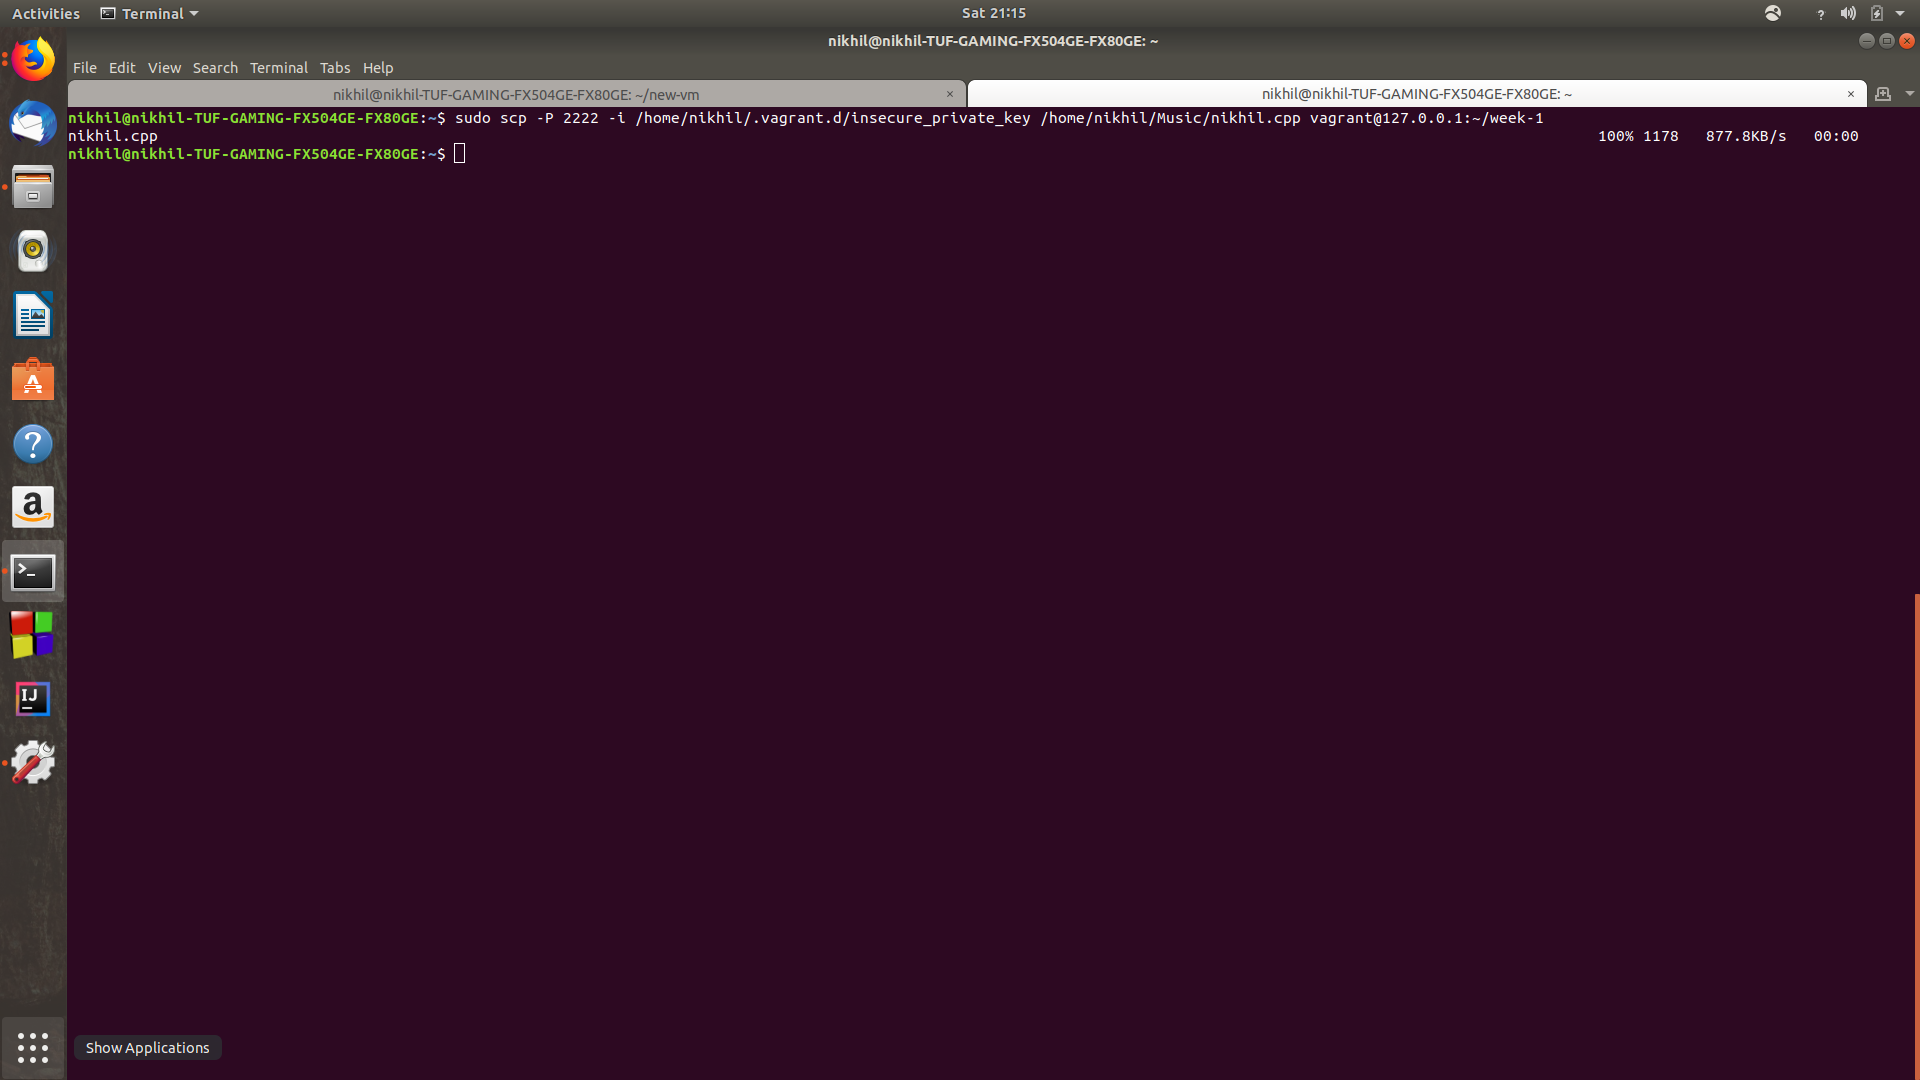 Activities Terminal Sat 21:15 ?
nikhil@nikhil-TUF-GAMING-FX504GE-FX80GE: ~
File Edit View Search Terminal Tabs Help
nikhil@nikhil-TUF-GAMING-FX504GE-FX80GE: ~/new-vm × nikhil@nikhil-TUF-GAMING-FX504GE-FX80GE: ~ ×
nikhil@nikhil-TUF-GAMING-FX504GE-FX80GE:~$ sudo scp -P 2222 -i /home/nikhil/.vagrant.d/insecure_private_key /home/nikhil/Music/nikhil.cpp vagrant@127.0.0.1:~/week-1
nikhil.cpp 100% 1178 877.8KB/s 00:00
nikhil@nikhil-TUF-GAMING-FX504GE-FX80GE:~$
A
?
a
>_
IJ
Show Applications